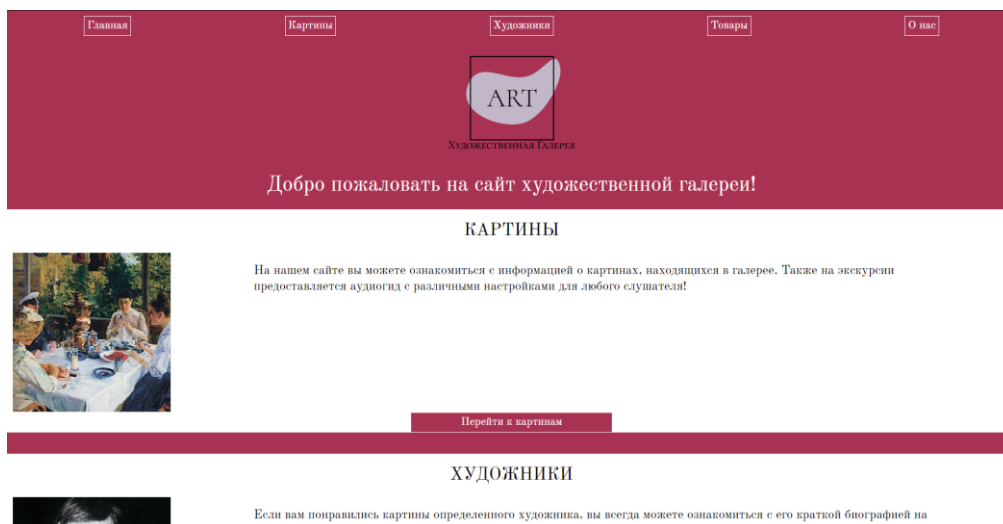 Главная
Картины
Художники
Товары
О нас
ART
Художественная Галерея
Добро пожаловать на сайт художественной галереи!
КАРТИНЫ
На нашем сайте вы можете ознакомиться с информацией о картинах, находящихся в галерее. Также на экскурсии
предоставляется аудиогид с различными настройками для любого слушателя!
Перейти к картинам
ХУДОЖНИКИ
Если вам понравились картины определенного художника, вы всегда можете ознакомиться с его краткой биографией на